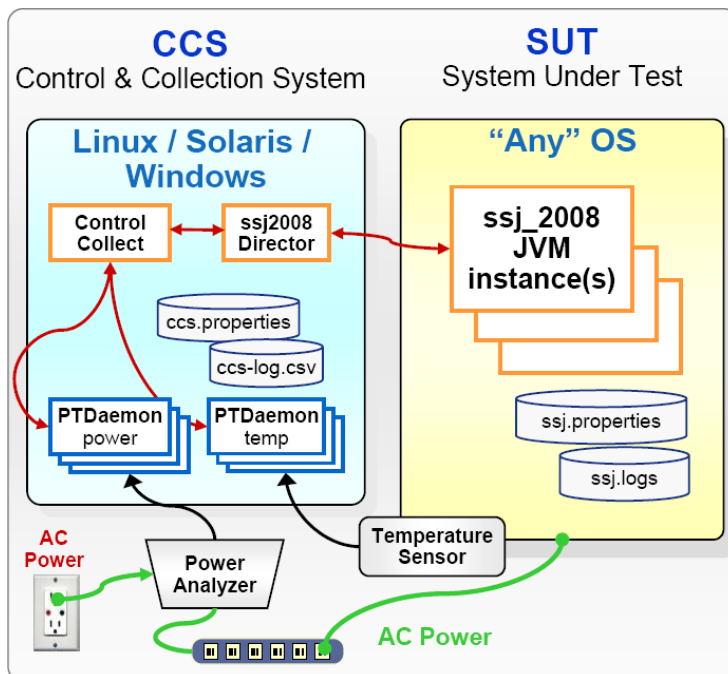 CCS
Control & Collection System
SUT
System Under Test
Linux / Solaris /
Windows
Control
Collect
ssj2008
Director
ccs.properties
ccs-log.csv
PTDaemon
power
PTDaemon
temp
“Any” OS
ssj_2008
JVM
instance(s)
ssj.properties
ssj.logs
AC
Power
Power
Analyzer
Temperature
Sensor
AC Power